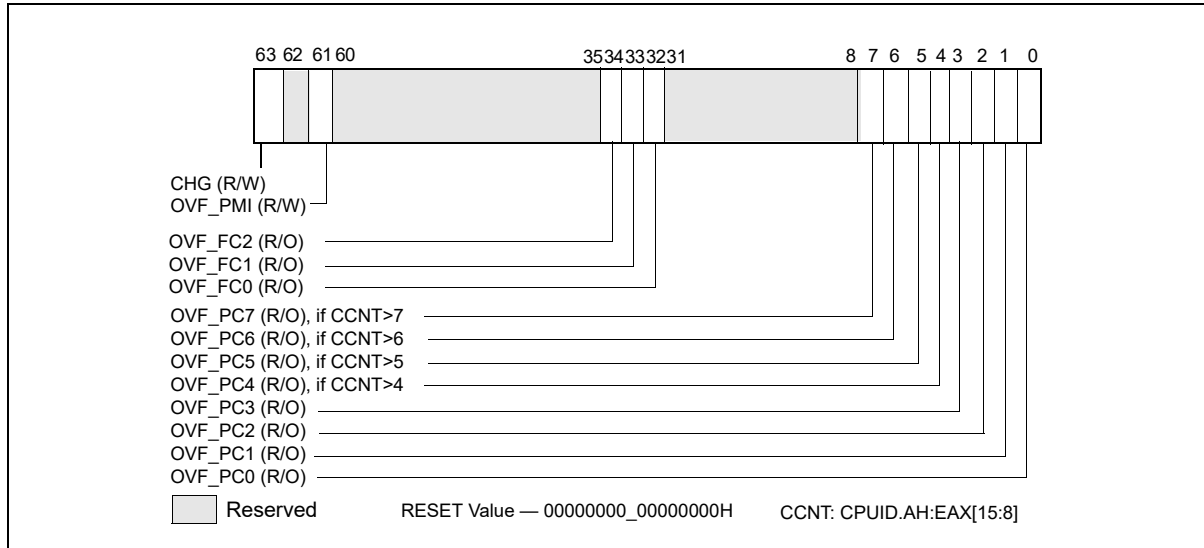 63 62 61 60 35 34 33 32 31 8 7 6 5 4 3 2 1 0
CHG (R/W)
OVF_PMI (R/W)
OVF_FC2 (R/O)
OVF_FC1 (R/O)
OVF_FC0 (R/O)
OVF_PC7 (R/O), if CCNT>7
OVF_PC6 (R/O), if CCNT>6
OVF_PC5 (R/O), if CCNT>5
OVF_PC4 (R/O), if CCNT>4
OVF_PC3 (R/O)
OVF_PC2 (R/O)
OVF_PC1 (R/O)
OVF_PC0 (R/O)
Reserved RESET Value — 00000000_00000000H CCNT: CPUID.AH:EAX[15:8]